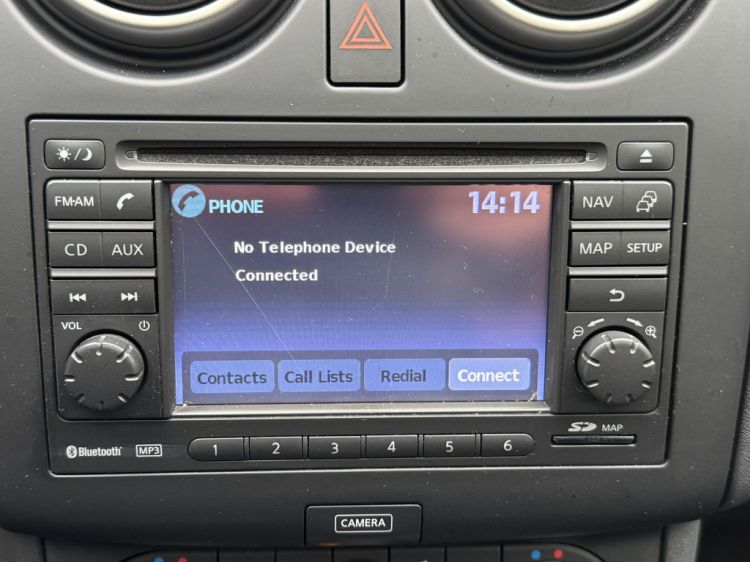 FM•AM
NAV
PHONE
14:14
CD
AUX
MAP
SETUP
No Telephone Device
Connected
VOL
Contacts
Call Lists
Redial
Connect
Bluetooth
MP3
1
2
3
4
5
6
SD
MAP
CAMERA